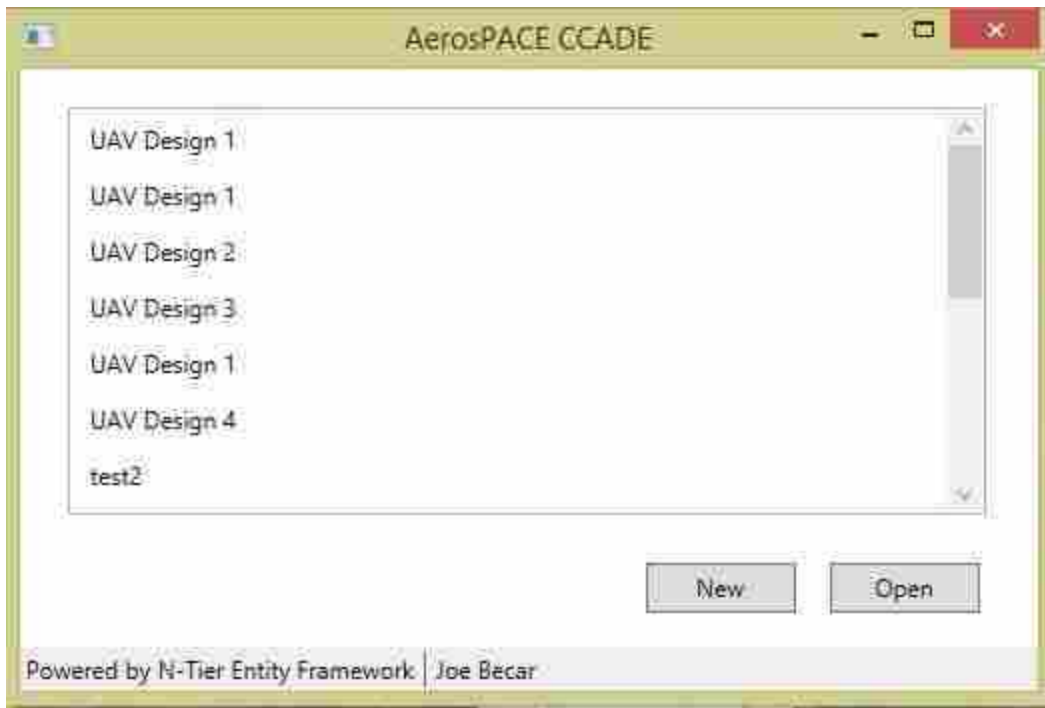 AerosPACE CCADE
UAV Design 1
UAV Design 1
UAV Design 2
UAV Design 3
UAV Design 1
UAV Design 4
test2
New Open
Powered by N-Tier Entity Framework Joe Becar